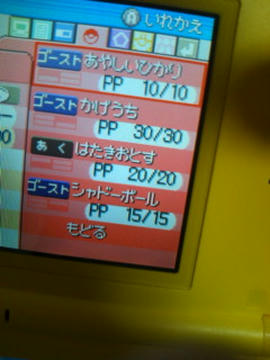 いれかえ
ゴースト あやしいひかり
PP 10/10
ゴースト かげうち
PP 30/30
あく はたきおとす
PP 20/20
ゴースト シャドーボール
PP 15/15
もどる